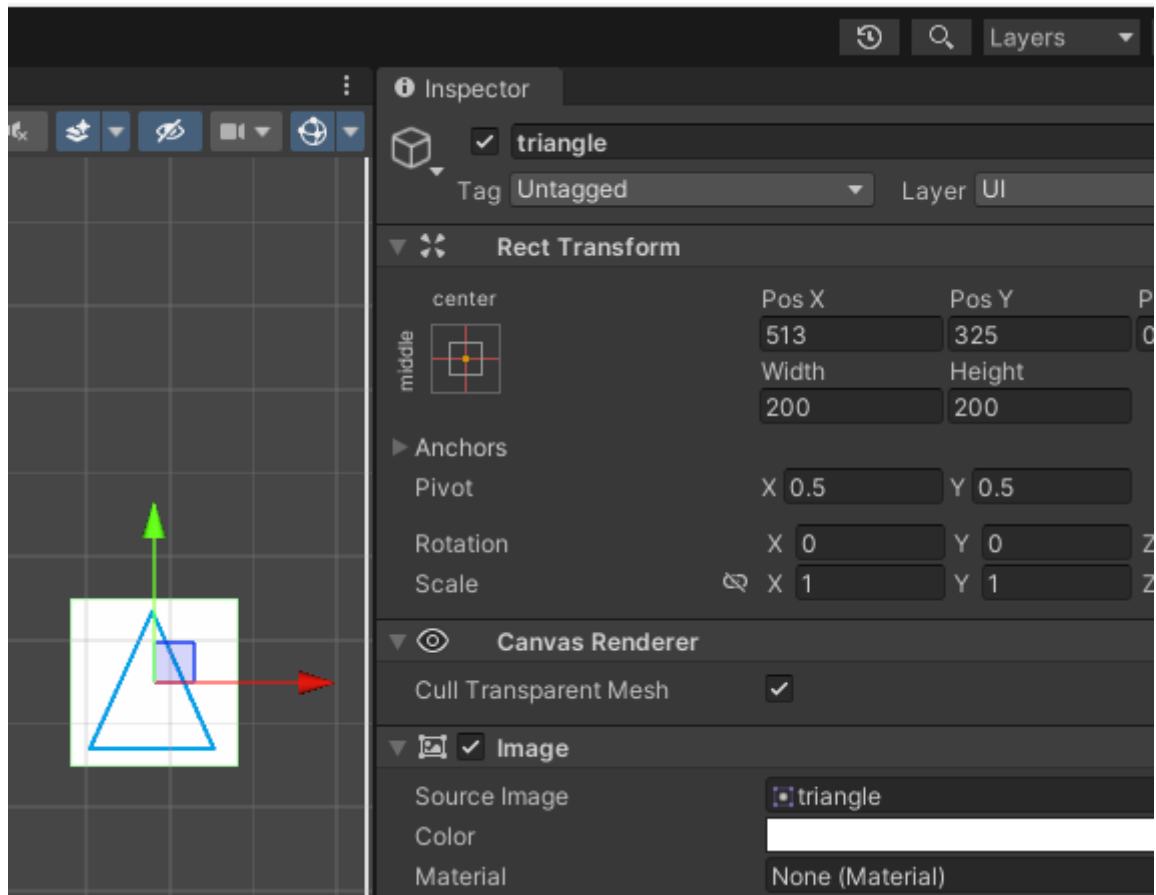 Layers
Inspector
triangle
Tag Untagged Layer UI
Rect Transform
center
middle
Pos X Pos Y P
513 325 0
Width Height
200 200
Anchors
Pivot X 0.5 Y 0.5
Rotation X 0 Y 0 Z
Scale X 1 Y 1 Z
Canvas Renderer
Cull Transparent Mesh
Image
Source Image triangle
Color
Material None (Material)